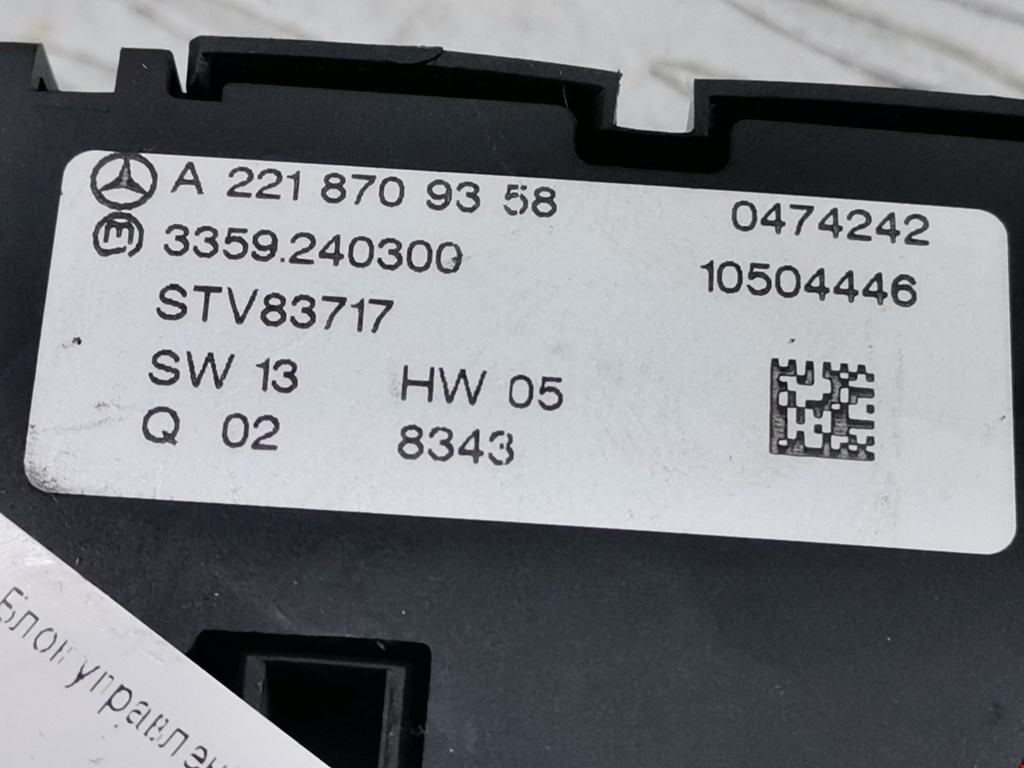 A 221 870 93 58 0474242
3359.240300 10504446
STV83717
SW 13 HW 05
Q 02 8343
Блок управлен